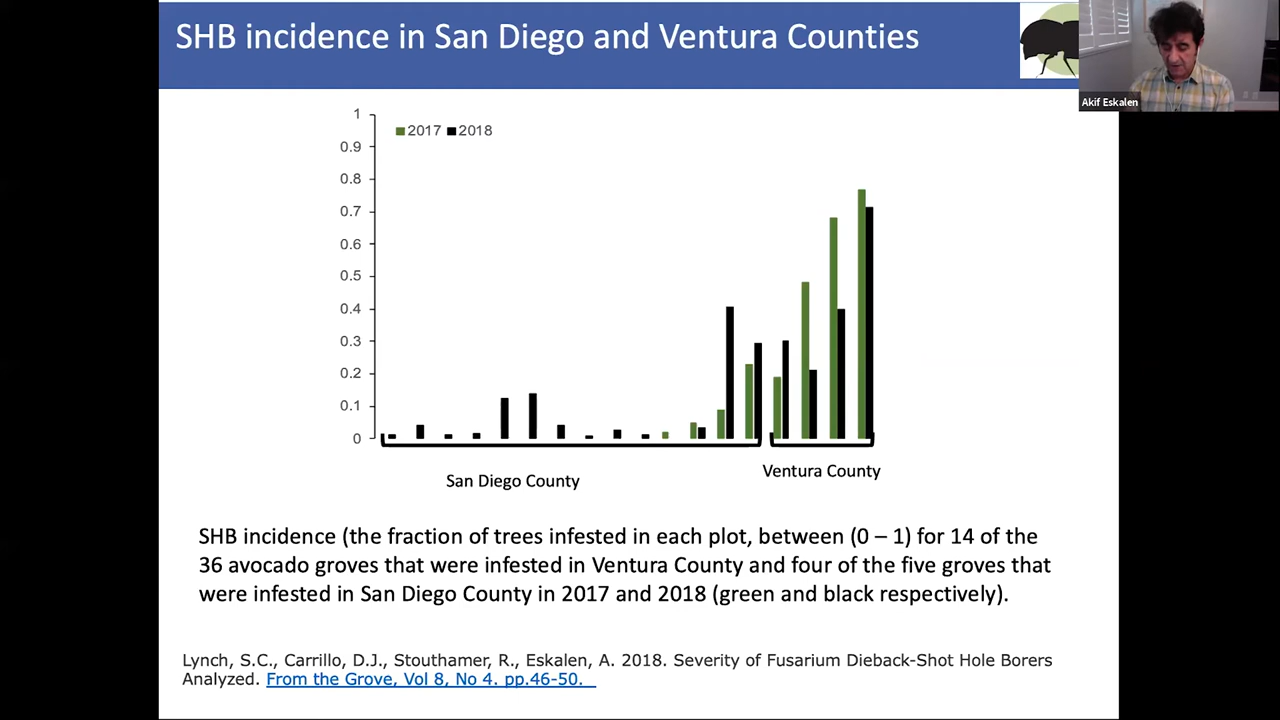 SHB incidence in San Diego and Ventura Counties
Akif Eskalen
2017 2018
1
0.9
0.8
0.7
0.6
0.5
0.4
0.3
0.2
0.1
0
San Diego County
Ventura County
SHB incidence (the fraction of trees infested in each plot, between (0 – 1) for 14 of the
36 avocado groves that were infested in Ventura County and four of the five groves that
were infested in San Diego County in 2017 and 2018 (green and black respectively).
Lynch, S.C., Carrillo, D.J., Stouthamer, R., Eskalen, A. 2018. Severity of Fusarium Dieback-Shot Hole Borers
Analyzed. From the Grove, Vol 8, No 4. pp.46-50.